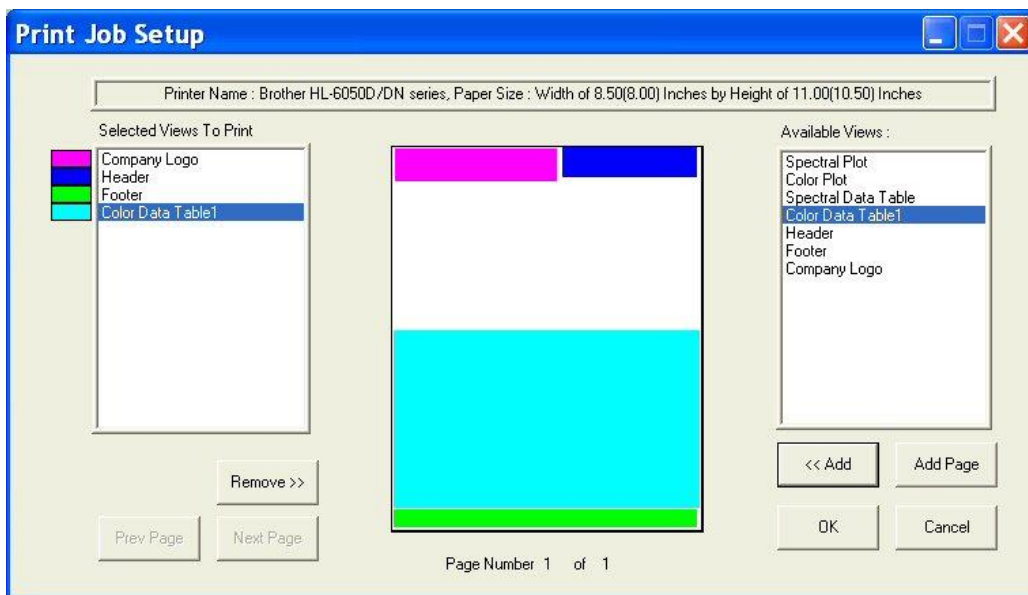 Print Job Setup
Printer Name : Brother HL-6050D/DN series, Paper Size : Width of 8.50(8.00) Inches by Height of 11.00(10.50) Inches
Selected Views To Print
Company Logo
Header
Footer
Color Data Table1
Available Views :
Spectral Plot
Color Plot
Spectral Data Table
Color Data Table1
Header
Footer
Company Logo
Remove >>
<< Add
Add Page
Prev Page
Next Page
OK
Cancel
Page Number 1 of 1